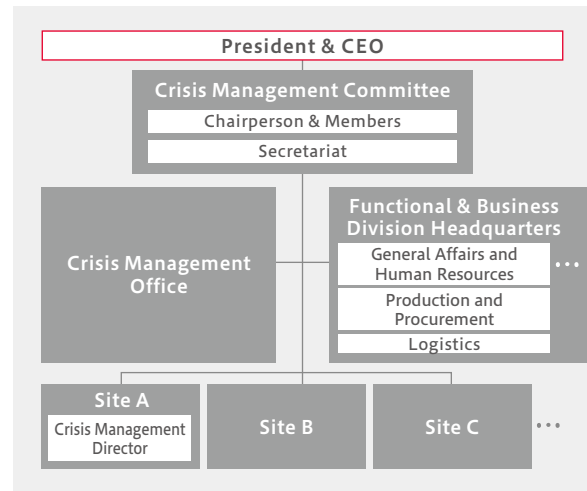 President & CEO
Crisis Management Committee
Chairperson & Members
Secretariat
Crisis Management
Office
Functional & Business
Division Headquarters
General Affairs and
Human Resources
...
Production and
Procurement
Logistics
Site A
Crisis Management
Director
Site B
Site C
...